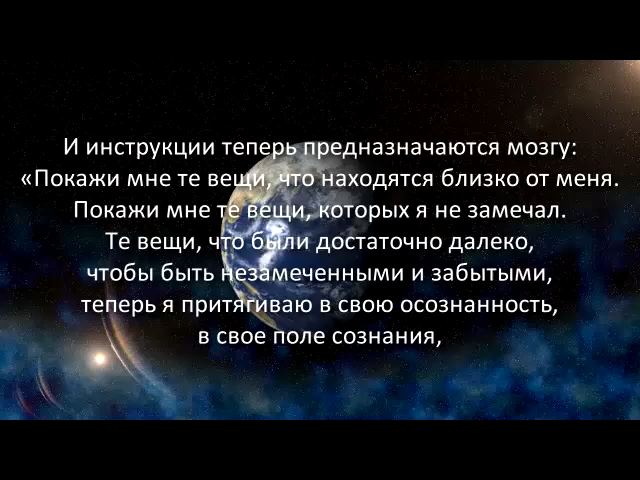 И инструкции теперь предназначаются мозгу:
«Покажи мне те вещи, что находятся близко от меня.
Покажи мне те вещи, которых я не замечал.
Те вещи, что были достаточно далеко,
чтобы быть незамеченными и забытыми,
теперь я притягиваю в свою осознанность,
в свое поле сознания,